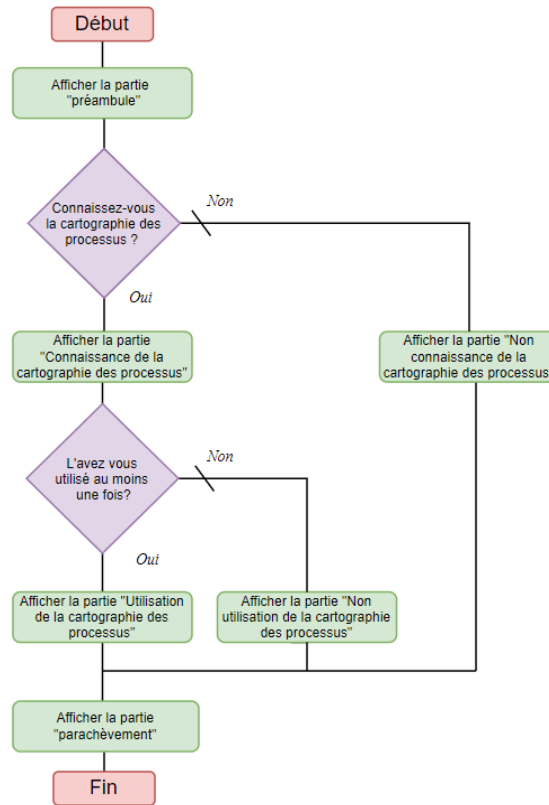 Début
Afficher la partie
"préambule"
Non
Connaissez-vous
la cartographie des
processus ?
Oui
Afficher la partie
"Connaissance de la
cartographie des processus"
Afficher la partie "Non
connaissance de la
cartographie des processus
Non
L'avez vous
utilisé au moins
une fois?
Oui
Afficher la partie "Utilisation
de la cartographie des
processus"
Afficher la partie "Non
utilisation de la cartographie
des processus"
Afficher la partie
"parachèvement"
Fin